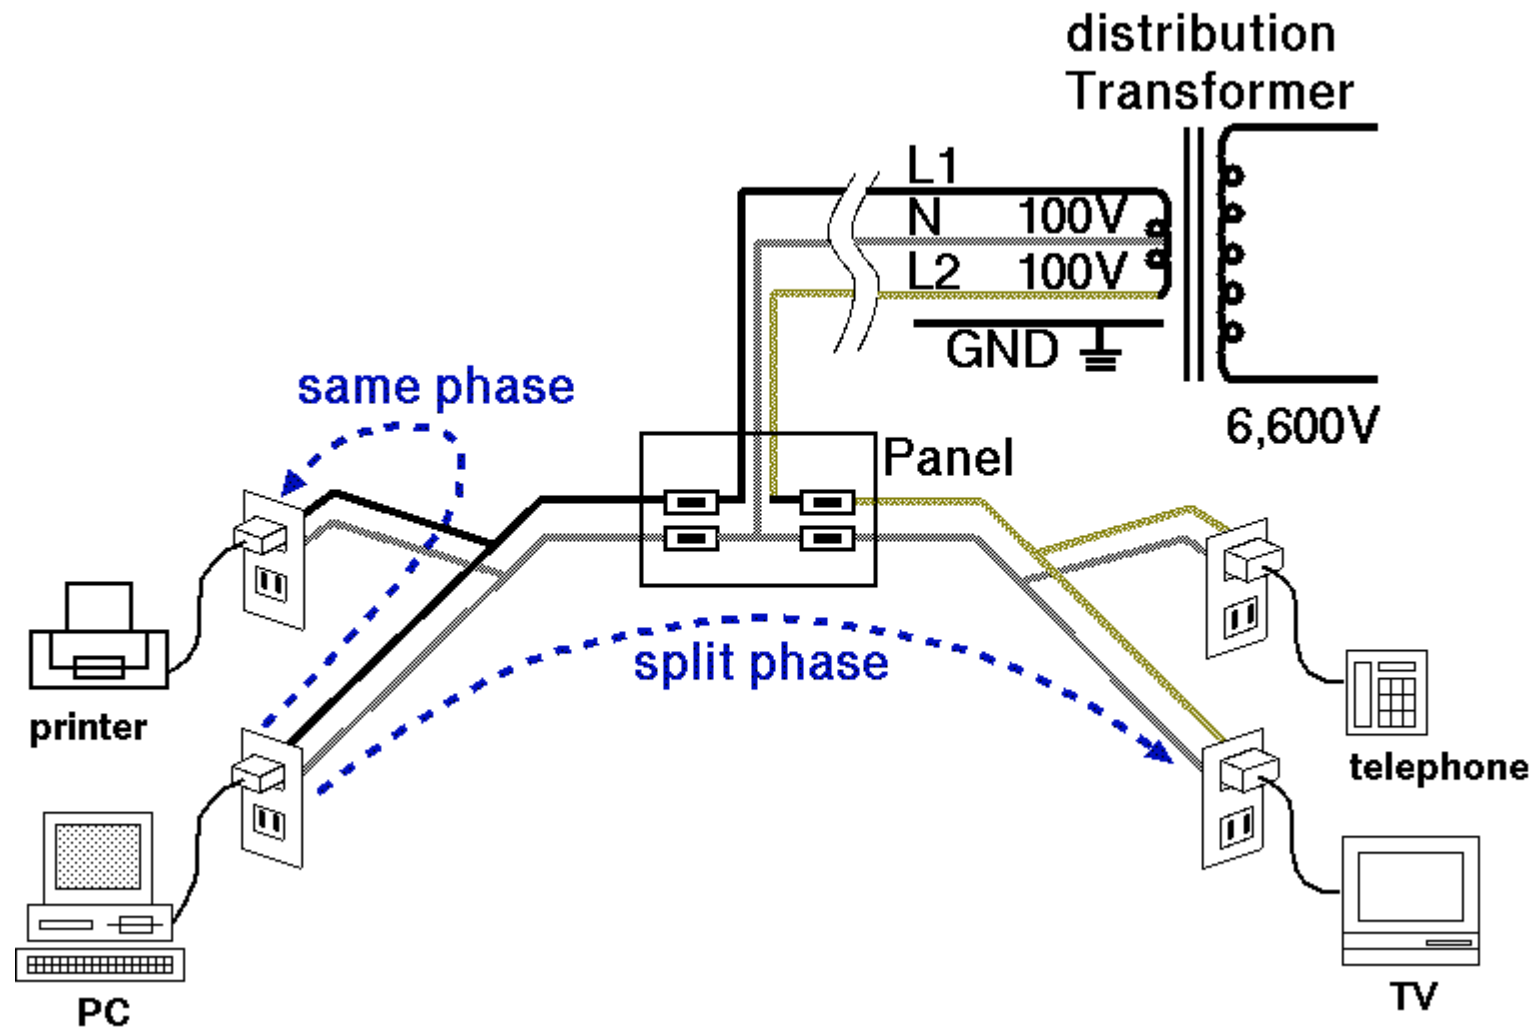 distribution
Transformer
L1
N 100V
L2 100V
GND
6,600V
same phase
Panel
split phase
printer
telephone
PC
TV